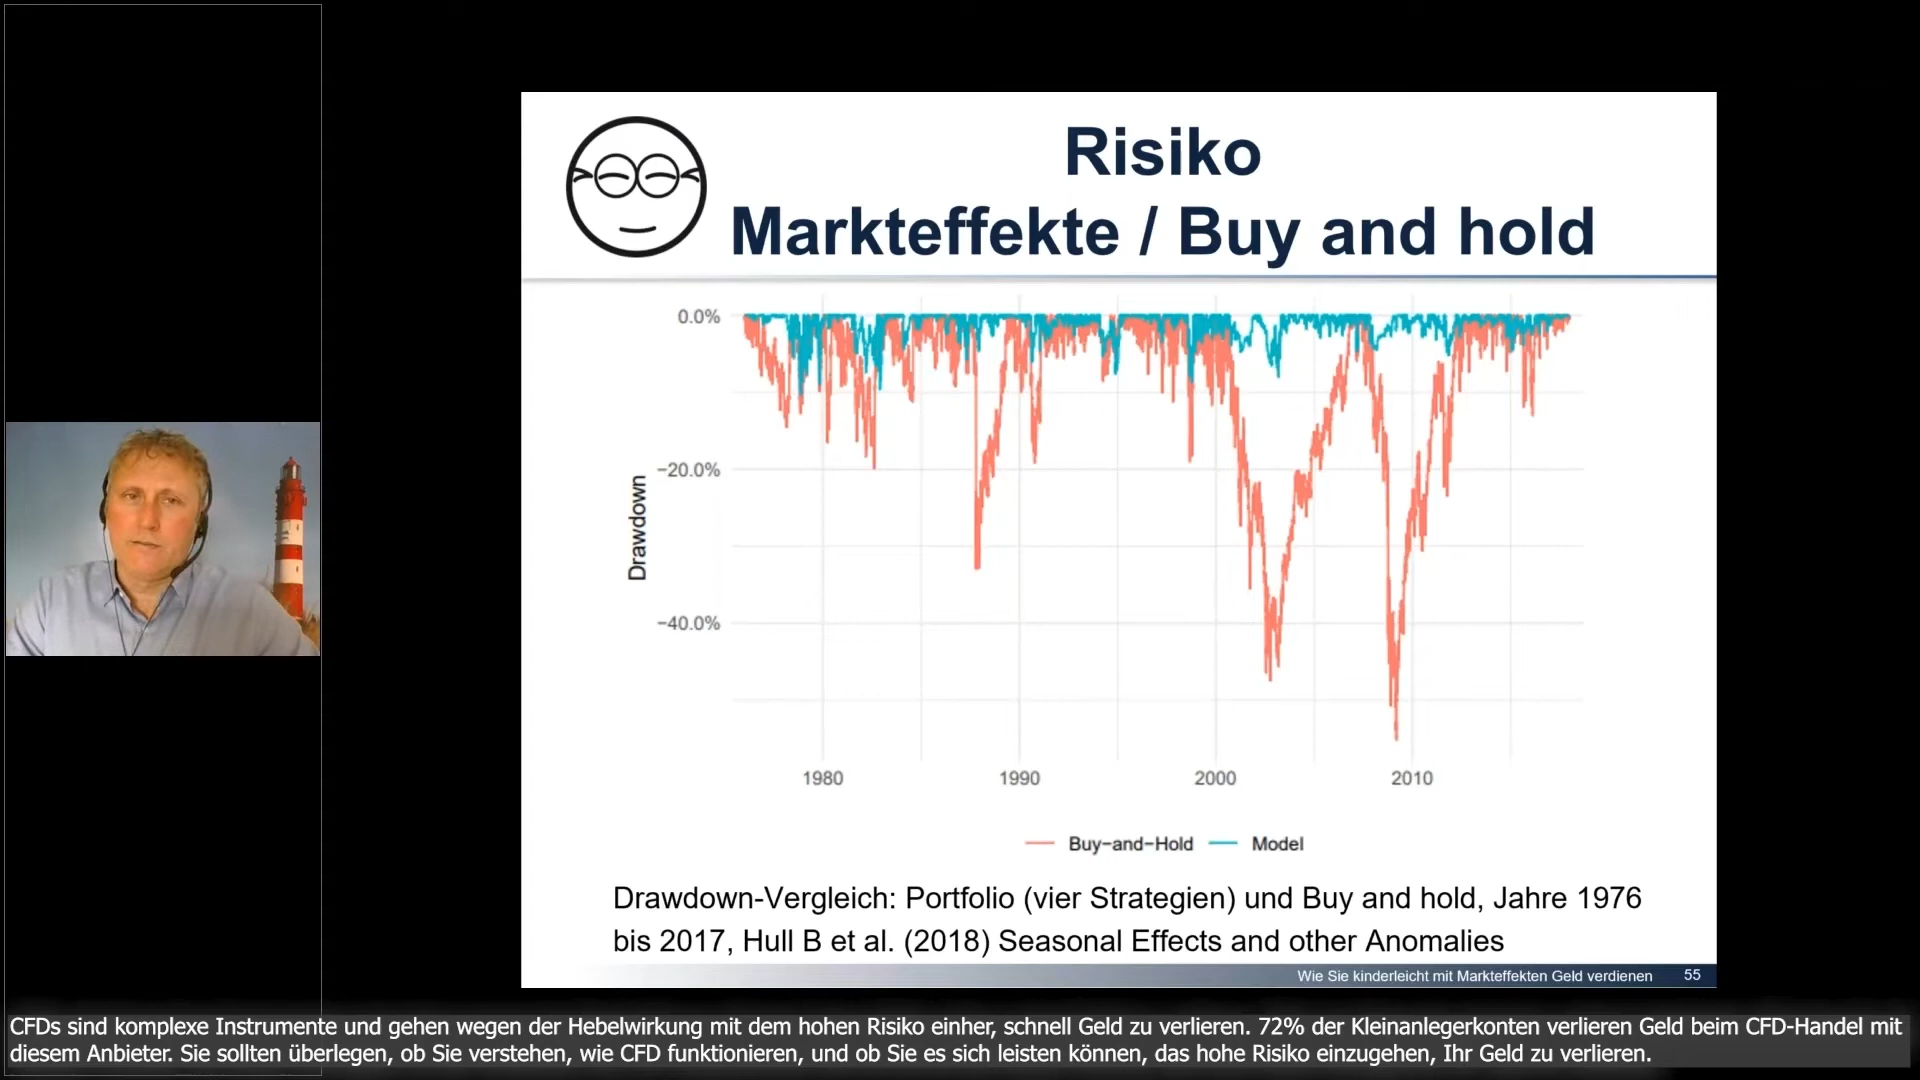 Risiko
Markteffekte / Buy and hold
0.0%
−20.0%
−40.0%
Drawdown
1980 1990 2000 2010
Buy−and−Hold Model
Drawdown-Vergleich: Portfolio (vier Strategien) und Buy and hold, Jahre 1976
bis 2017, Hull B et al. (2018) Seasonal Effects and other Anomalies
Wie Sie kinderleicht mit Markteffekten Geld verdienen 55
CFDs sind komplexe Instrumente und gehen wegen der Hebelwirkung mit dem hohen Risiko einher, schnell Geld zu verlieren. 72% der Kleinanlegerkonten verlieren Geld beim CFD-Handel mit
diesem Anbieter. Sie sollten überlegen, ob Sie verstehen, wie CFD funktionieren, und ob Sie es sich leisten können, das hohe Risiko einzugehen, Ihr Geld zu verlieren.